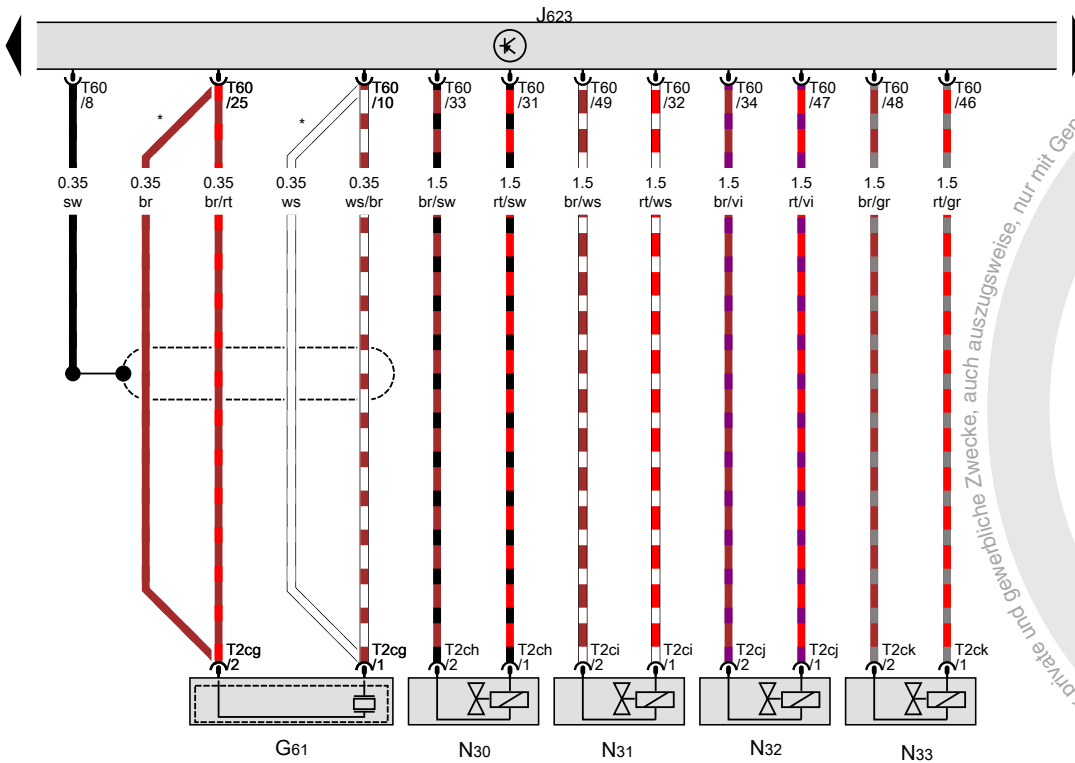 J623
T60 T60 T60 T60 T60 T60 T60 T60 T60 T60 T60
/8 /25 /10 /33 /31 /49 /32 /34 /47 /48 /46
* *
0.35 0.35 0.35 0.35 0.35 1.5 1.5 1.5 1.5 1.5 1.5 1.5 1.5
sw br br/rt ws ws/br br/sw rt/sw br/ws rt/ws br/vi rt/vi br/gr rt/gr
T2cg T2cg T2ch T2ch T2ci T2ci T2cj T2cj T2ck T2ck
/2 /1 /2 /1 /2 /1 /2 /1 /2 /1
G61 N30 N31 N32 N33
private und gewerbliche Zwecke, auch auszugsweise, nur mit Gen